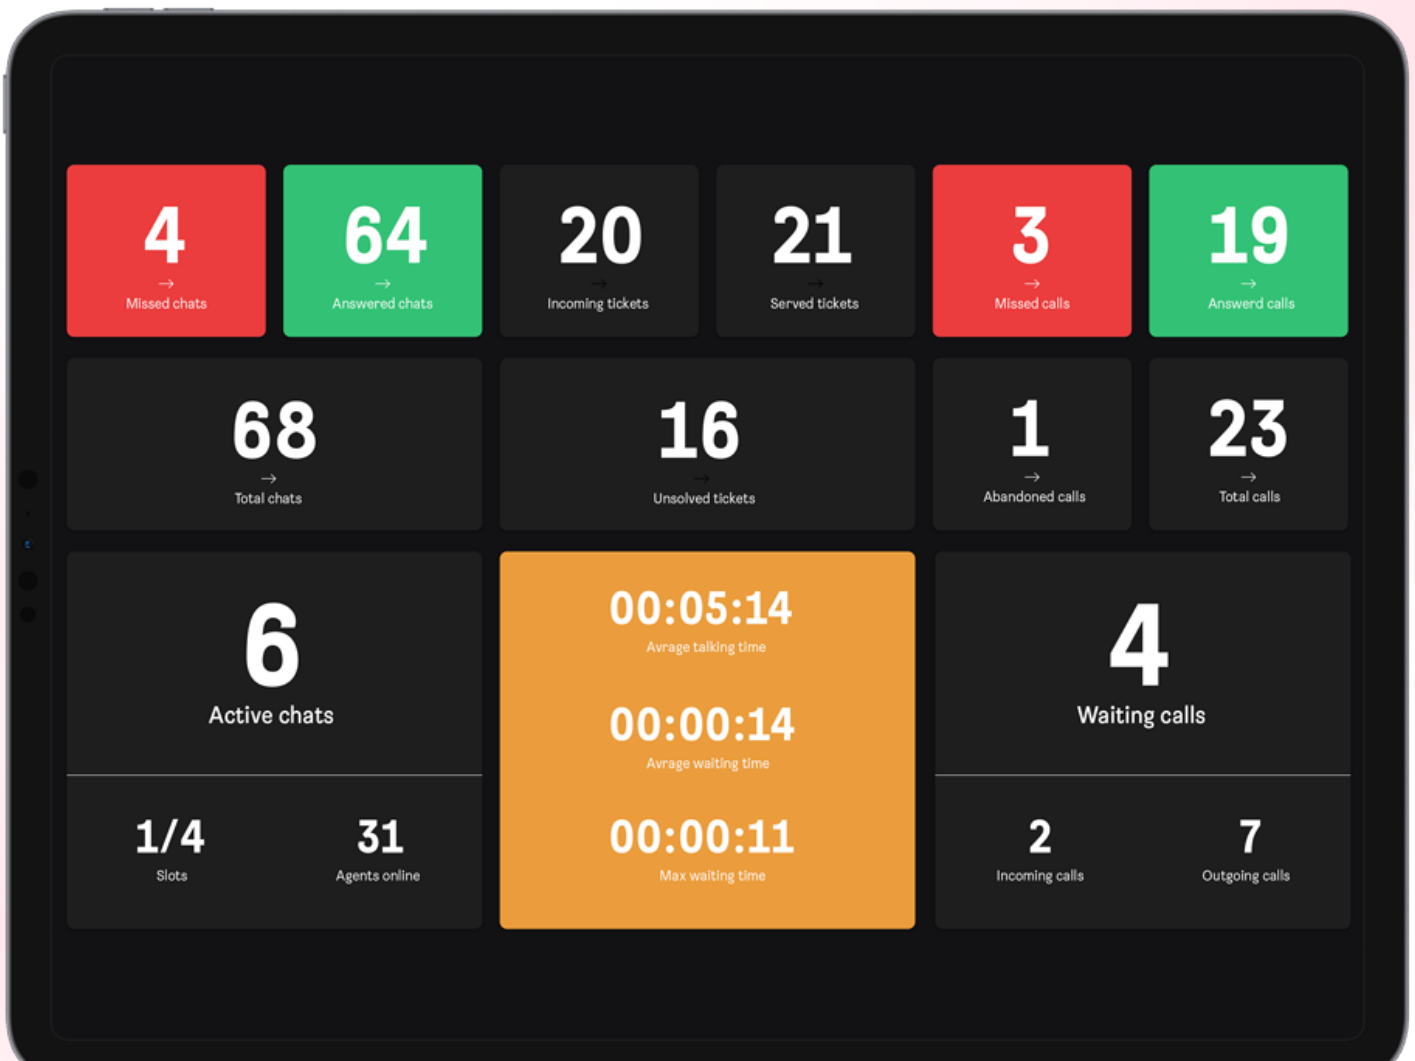 4
→
Missed chats
64
→
Answered chats
20
→
Incoming tickets
21
→
Served tickets
3
→
Missed calls
19
→
Answerd calls
68
→
Total chats
16
→
Unsolved tickets
1
→
Abandoned calls
23
→
Total calls
6
Active chats
1/4
Slots
31
Agents online
00:05:14
Avrage talking time
00:00:14
Avrage waiting time
00:00:11
Max waiting time
4
Waiting calls
2
Incoming calls
7
Outgoing calls